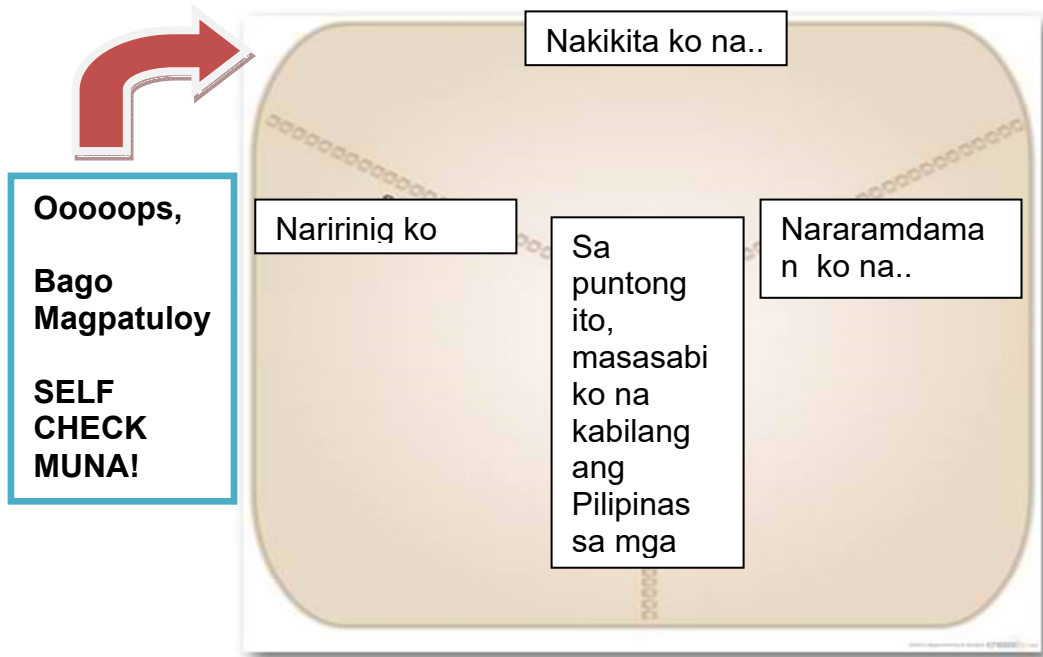 Nakikita ko na..
Ooooops,
Bago
Magpatuloy
SELF
CHECK
MUNA!
Naririnig ko
Sa
puntong
ito,
masasabi
ko na
kabilang
ang
Pilipinas
sa mga
Nararamdama
n ko na..